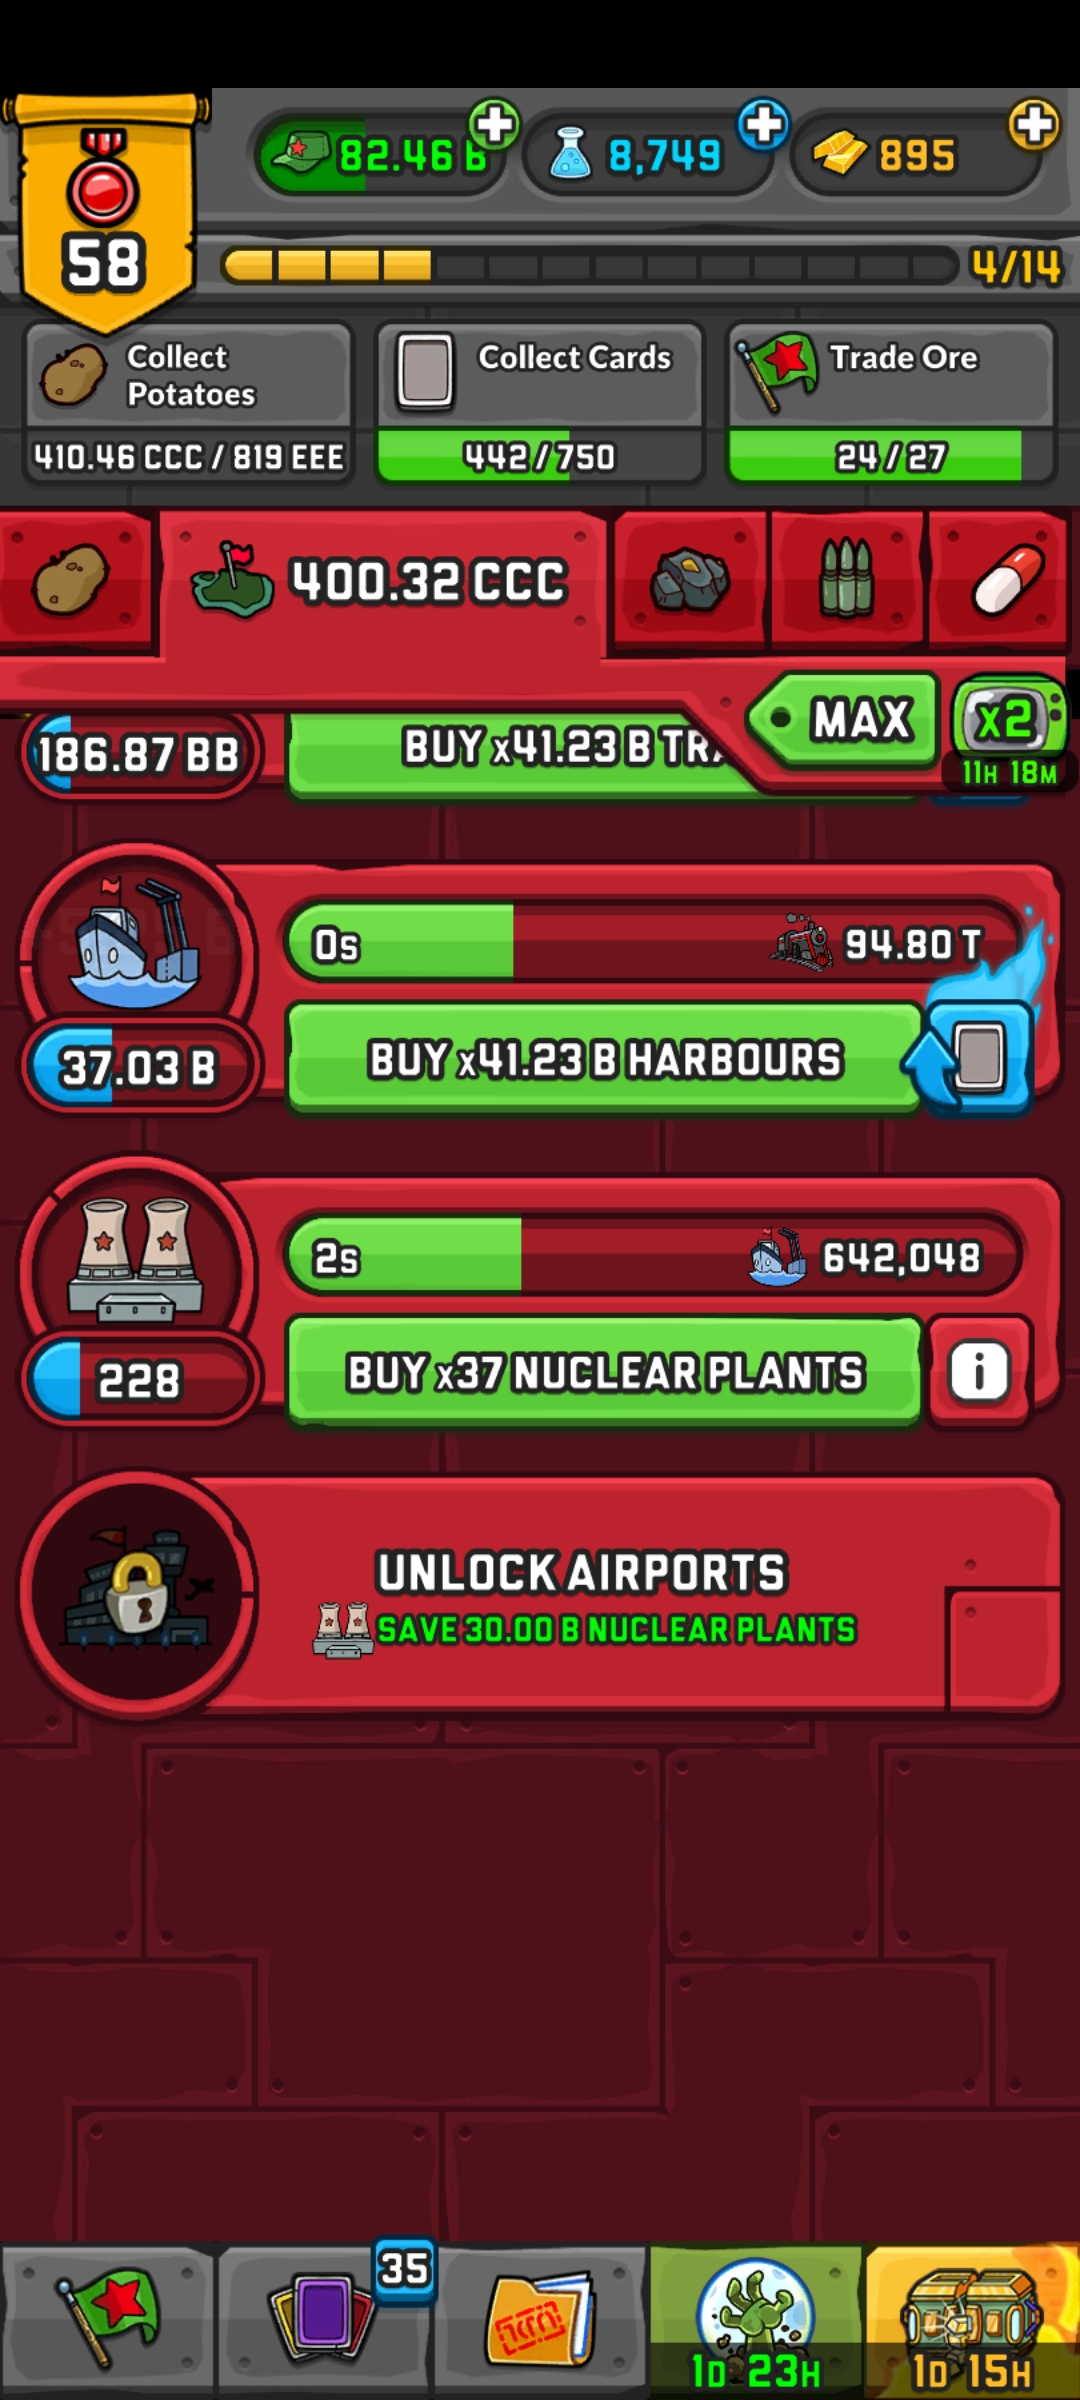 82.46 B
8,749
895
58
4/14
Collect
Potatoes
410.46 CCC / 819 EEE
Collect Cards
442/750
Trade Ore
24/27
400.32 CCC
MAX
x2
11H 18M
186.87 BB
BUY x41.23 B
0s
94.80 T
37.03 B
BUY x41.23 B HARBOURS
2s
642,048
228
BUY x37 NUCLEAR PLANTS
i
UNLOCK AIRPORTS
SAVE 30.00 B NUCLEAR PLANTS
35
1D 23H
1D 15H